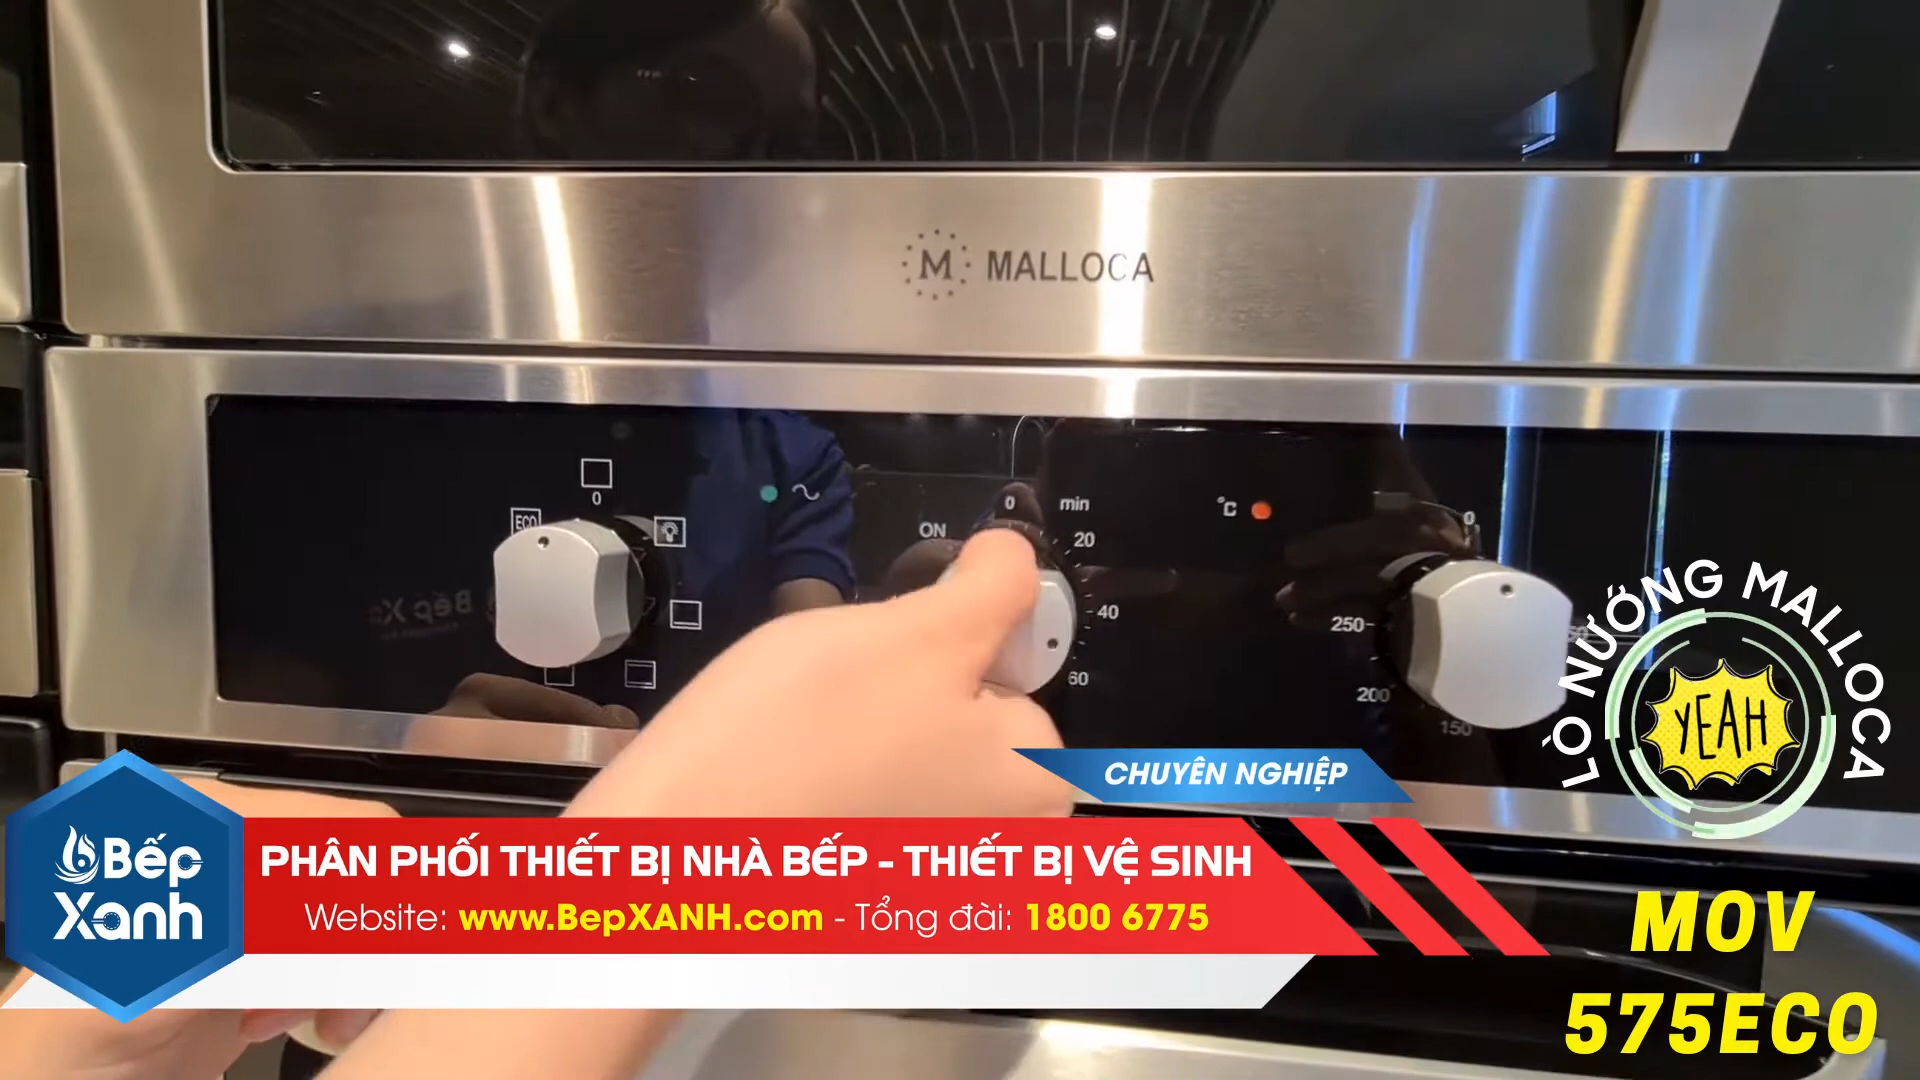 M MALLOCA
0
ECO
ON
0
min
20
40
60
°C
0
250
200
150
LÒ NƯỚNG MALLOCA
YEAH
CHUYÊN NGHIỆP
Bếp
Xanh
PHÂN PHỐI THIẾT BỊ NHÀ BẾP - THIẾT BỊ VỆ SINH
Website: www.BepXANH.com - Tổng đài: 1800 6775
MOV
575ECO